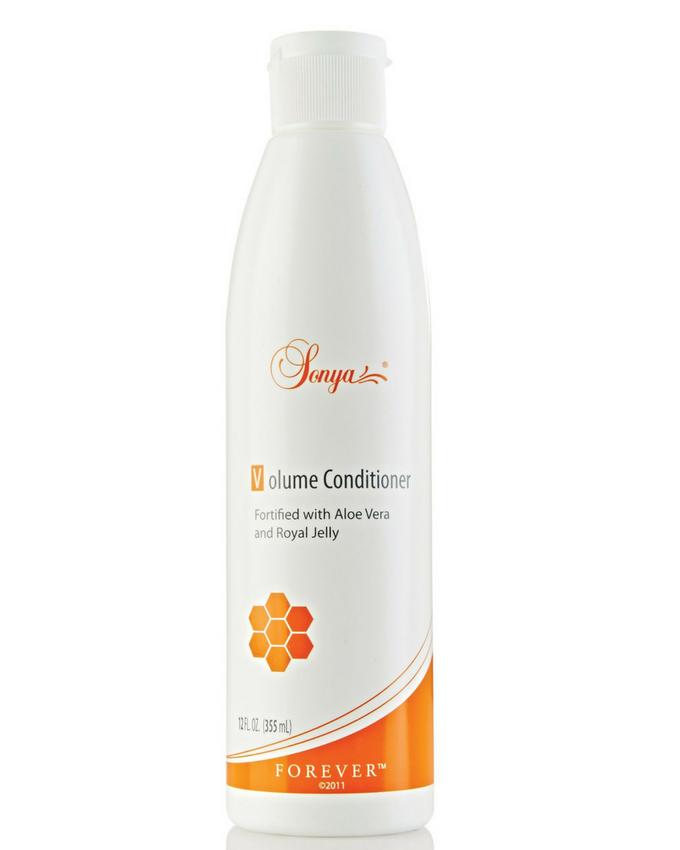 Sonya®
Volume Conditioner
Fortified with Aloe Vera
and Royal Jelly
12 FL. OZ. (355 mL)
FOREVER™
©2011